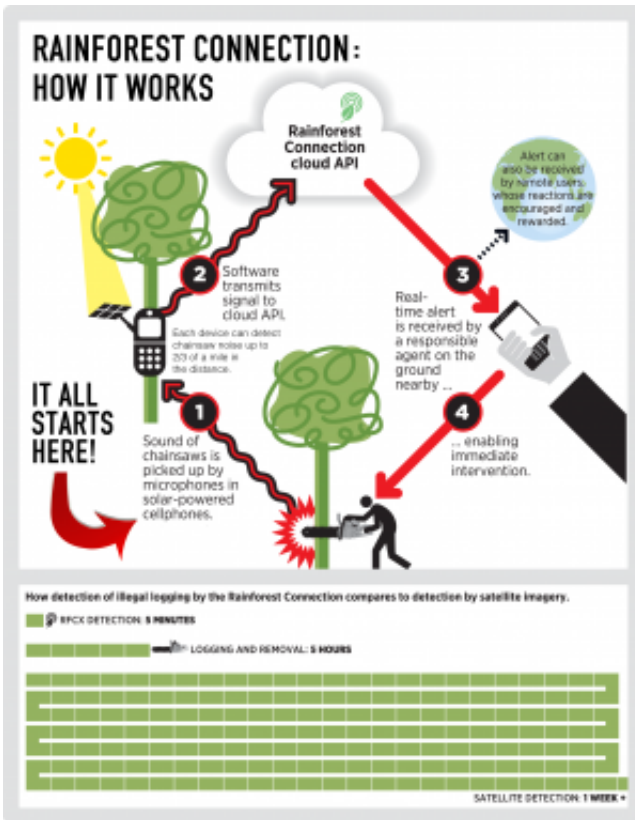 RAINFOREST CONNECTION:
HOW IT WORKS
Rainforest
Connection
cloud API
Alert can
also be received
by remote users
whose reactions are
encouraged and
rewarded.
2
Software
transmits
signal to
cloud API.
Each device can detect
chainsaw noise up to
2/3 of a mile in
the distance.
3
Real-
time alert
is received by
a responsible
agent on the
ground
nearby ...
IT ALL
STARTS
HERE!
1
Sound of
chainsaws is
picked up by
microphones in
solar-powered
cellphones.
4
... enabling
immediate
intervention.
How detection of illegal logging by the Rainforest Connection compares to detection by satellite imagery.
RFCX DETECTION: 5 MINUTES
LOGGING AND REMOVAL: 5 HOURS
SATELLITE DETECTION: 1 WEEK +